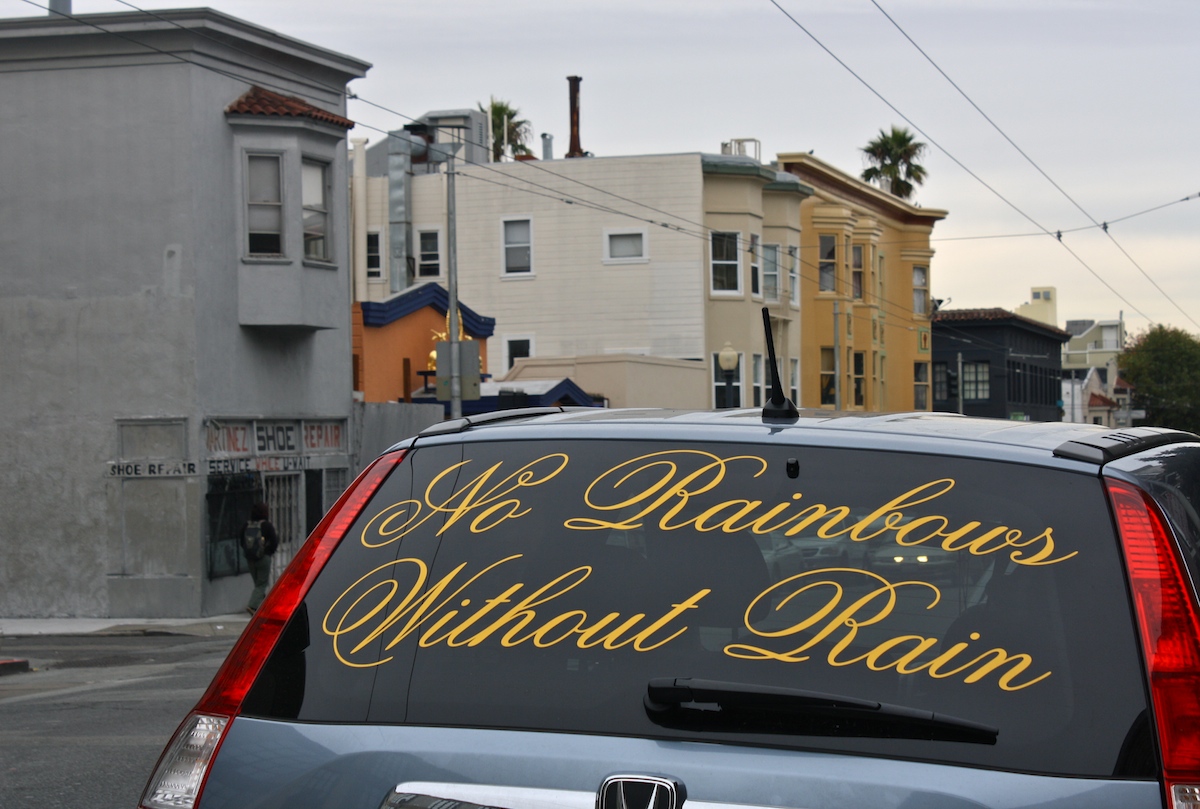 No Rainbows
Without Rain
SHOE REPAIR
SHOE REPAIR
SERVICE